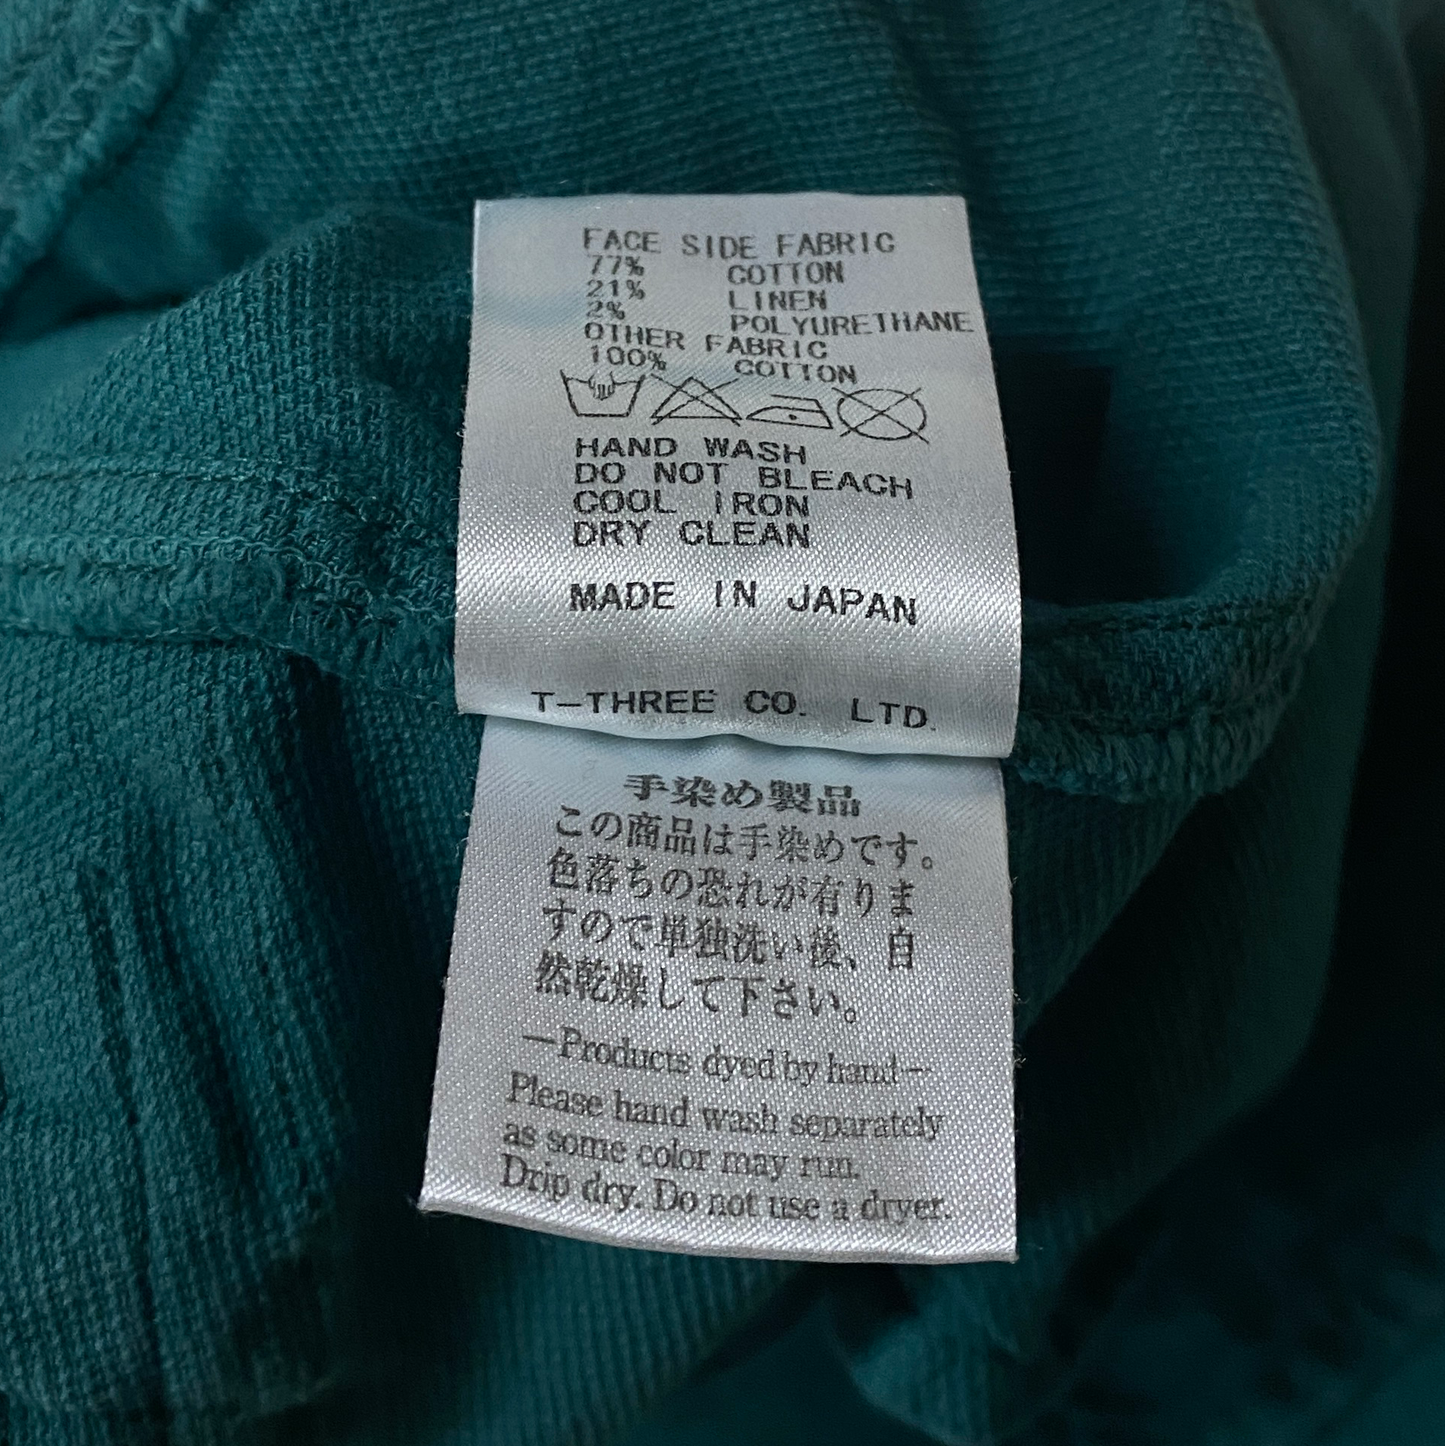 FACE SIDE FABRIC
77% COTTON
21% LINEN
2% POLYURETHANE
OTHER FABRIC
100% COTTON
HAND WASH
DO NOT BLEACH
COOL IRON
DRY CLEAN
MADE IN JAPAN
T-THREE CO. LTD.
手染め製品
この商品は手染めです。
色落ちの恐れが有りま
すので単独洗い後、自
然乾燥して下さい。
—Products dyed by hand—
Please hand wash separately
as some color may run.
Drip dry. Do not use a dryer.